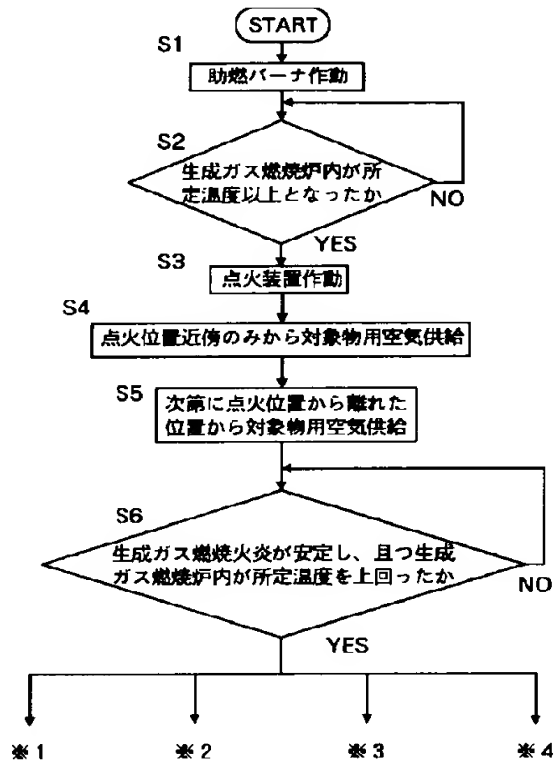 START
S1
助燃バーナ作動
S2
生成ガス燃焼炉内が所
定温度以上となったか
NO
YES
S3
点火装置作動
S4
点火位置近傍のみから対象物用空気供給
S5
次第に点火位置から離れた
位置から対象物用空気供給
S6
生成ガス燃焼火炎が安定し、且つ生成
ガス燃焼炉内が所定温度を上回ったか
NO
YES
※1
※2
※3
※4